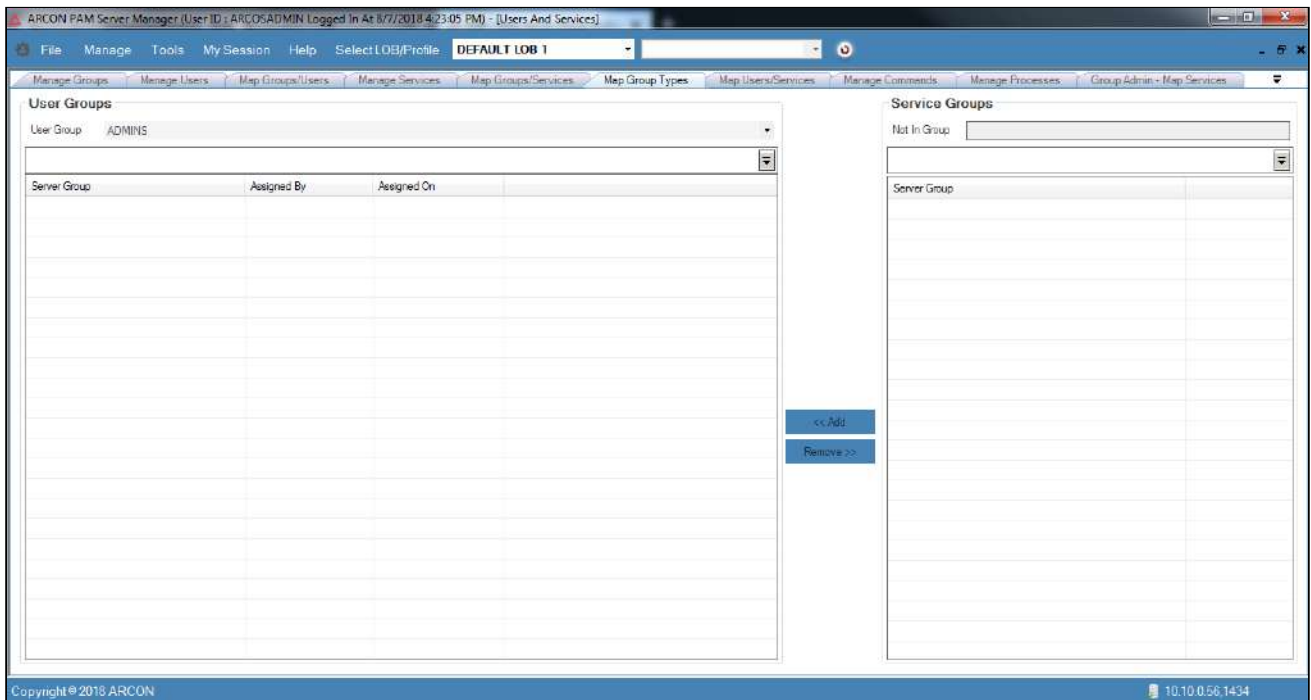 ARCON PAM Server Manager (User ID : ARCOSADMIN Logged In At 8/7/2018 4:23:05 PM) - [Users And Services]
File Manage Tools My Session Help Select LOB/Profile DEFAULT LOB 1
Manage Groups Manage Users Map Groups/Users Manage Services Map Groups/Services Map Group Types Map Users/Services Manage Commands Manage Processes Group Admin - Map Services
User Groups Service Groups
User Group ADMINS Not In Group
Server Group Assigned By Assigned On Server Group
<< Add
Remove >>
Copyright © 2018 ARCON 10.10.0.56,1434